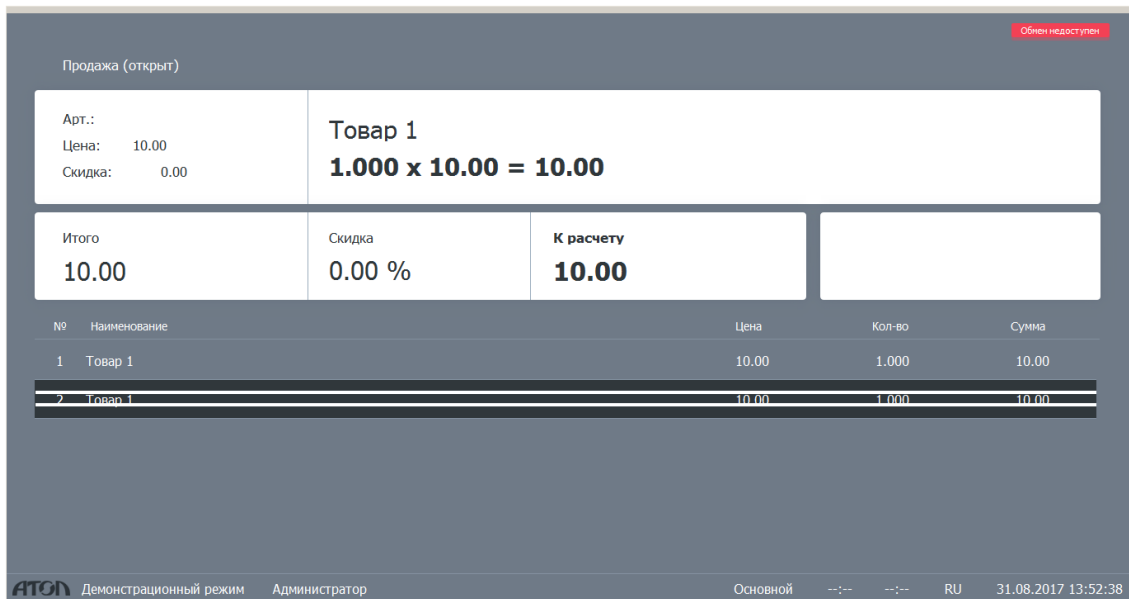 Обмен недоступен
Продажа (открыт)
Арт.:
Цена: 10.00
Скидка: 0.00
Товар 1
1.000 x 10.00 = 10.00
Итого
10.00
Скидка
0.00 %
К расчету
10.00
№ Наименование Цена Кол-во Сумма
1 Товар 1 10.00 1.000 10.00
2 Товар 1 10.00 1.000 10.00
АТОЛ Демонстрационный режим Администратор Основной --:-- --:-- RU 31.08.2017 13:52:38